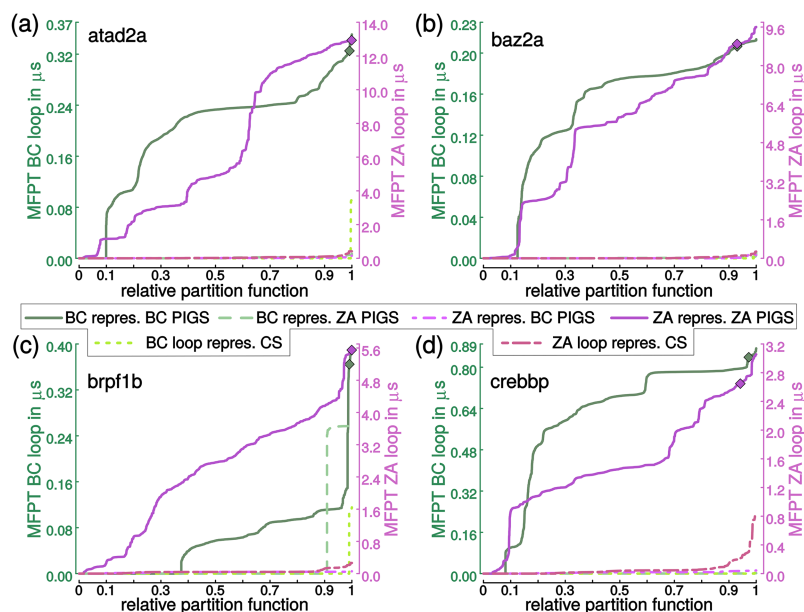 (a) atad2a
MFPT BC loop in µs
0.36
0.32
0.24
0.16
0.08
0.00
14.0
12.0
10.0
8.0
6.0
4.0
2.0
0.0
MFPT ZA loop in µs
0 0.1 0.3 0.5 0.7 0.9 1
relative partition function
(b) baz2a
MFPT BC loop in µs
0.23
0.20
0.16
0.12
0.08
0.04
0.00
9.6
8.0
6.4
4.8
3.2
1.6
0.0
MFPT ZA loop in µs
0 0.1 0.3 0.5 0.7 0.9 1
relative partition function
BC repres. BC PIGS BC repres. ZA PIGS ZA repres. BC PIGS ZA repres. ZA PIGS
BC loop repres. CS ZA loop repres. CS
(c) brpf1b
MFPT BC loop in µs
0.40
0.36
0.28
0.20
0.12
0.08
0.00
5.6
4.8
3.6
2.4
1.6
0.8
0.0
MFPT ZA loop in µs
0 0.1 0.3 0.5 0.7 0.9 1
relative partition function
(d) crebbp
MFPT BC loop in µs
0.89
0.80
0.64
0.48
0.32
0.16
0.00
3.2
2.8
2.4
1.8
1.2
0.8
0.4
0.0
MFPT ZA loop in µs
0 0.1 0.3 0.5 0.7 0.9 1
relative partition function